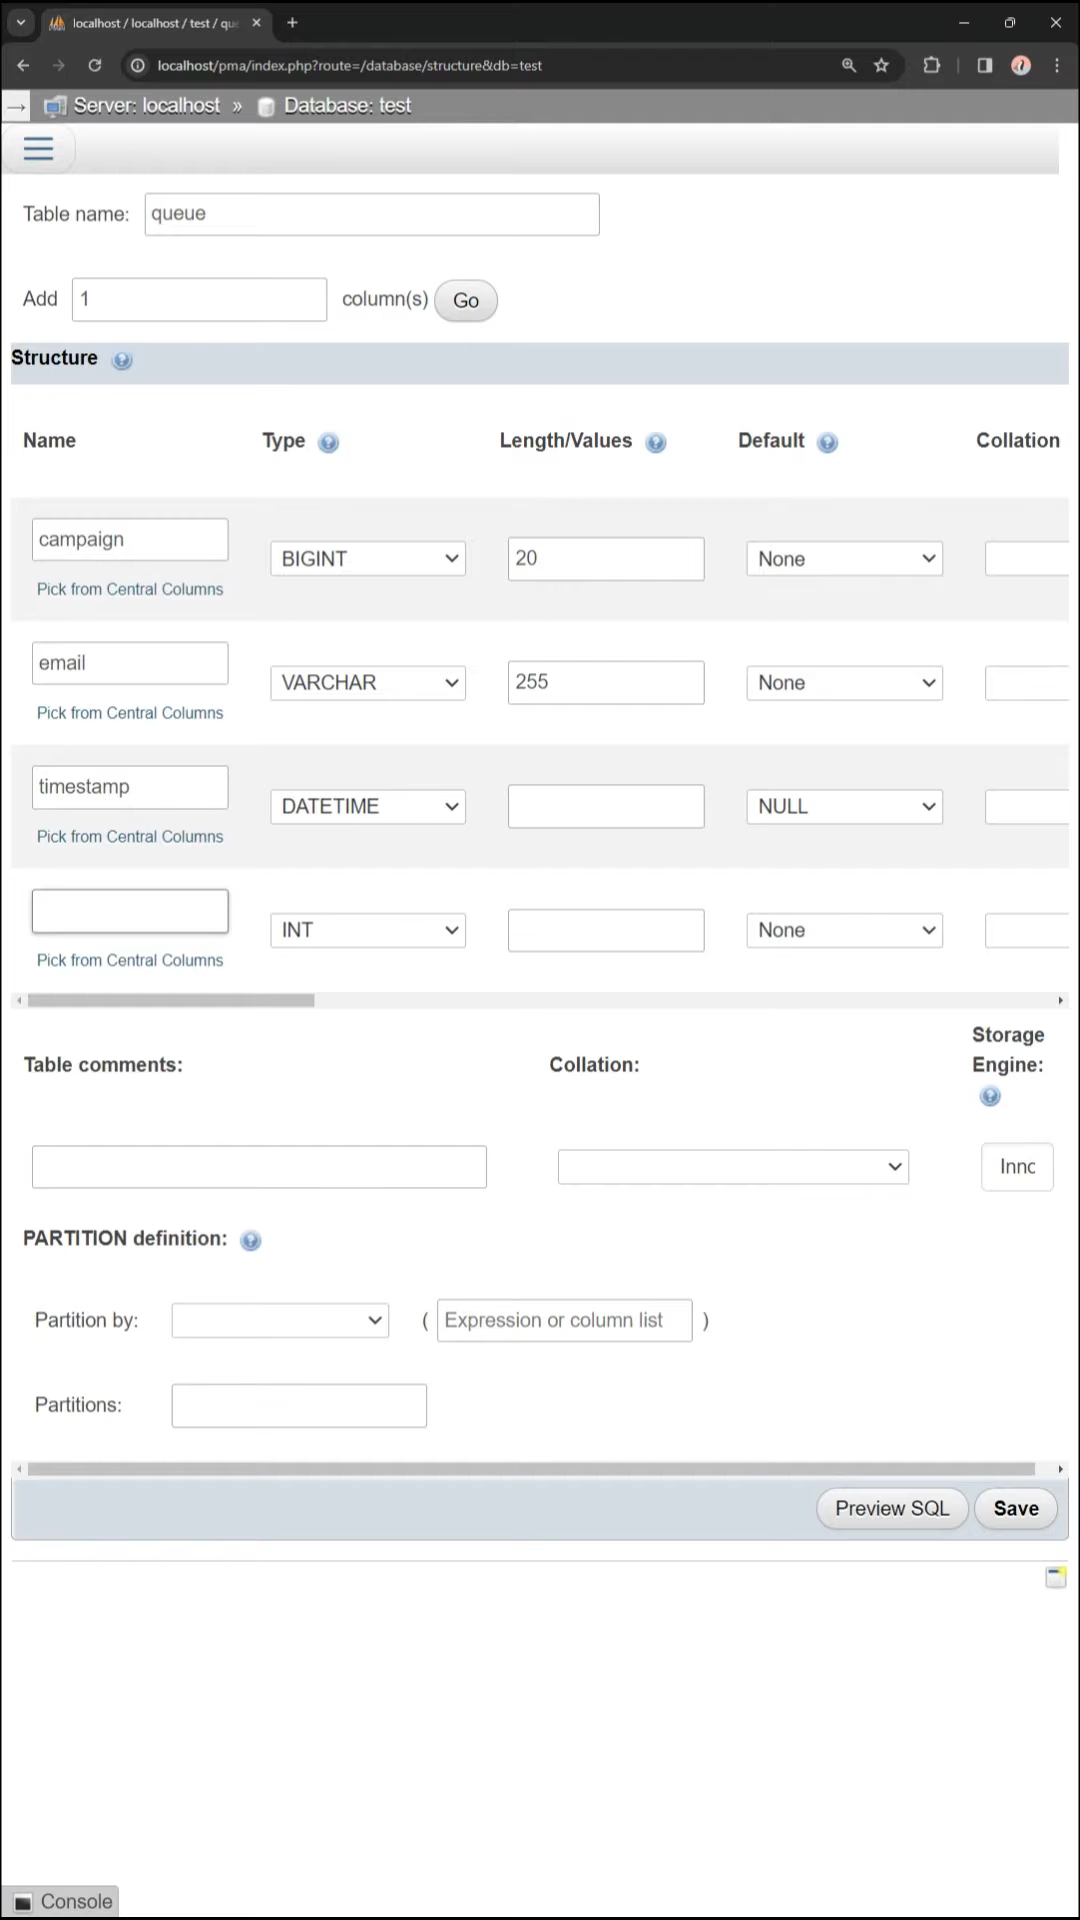 localhost / localhost / test / qu
localhost/pma/index.php?route=/database/structure&db=test
Server: localhost » Database: test
Table name: queue
Add 1 column(s) Go
Structure
Name Type Length/Values Default Collation
campaign BIGINT 20 None
Pick from Central Columns
email VARCHAR 255 None
Pick from Central Columns
timestamp DATETIME NULL
Pick from Central Columns
INT None
Pick from Central Columns
Table comments: Collation: Storage
Engine:
Inno
PARTITION definition:
Partition by: ( Expression or column list )
Partitions:
Preview SQL Save
Console